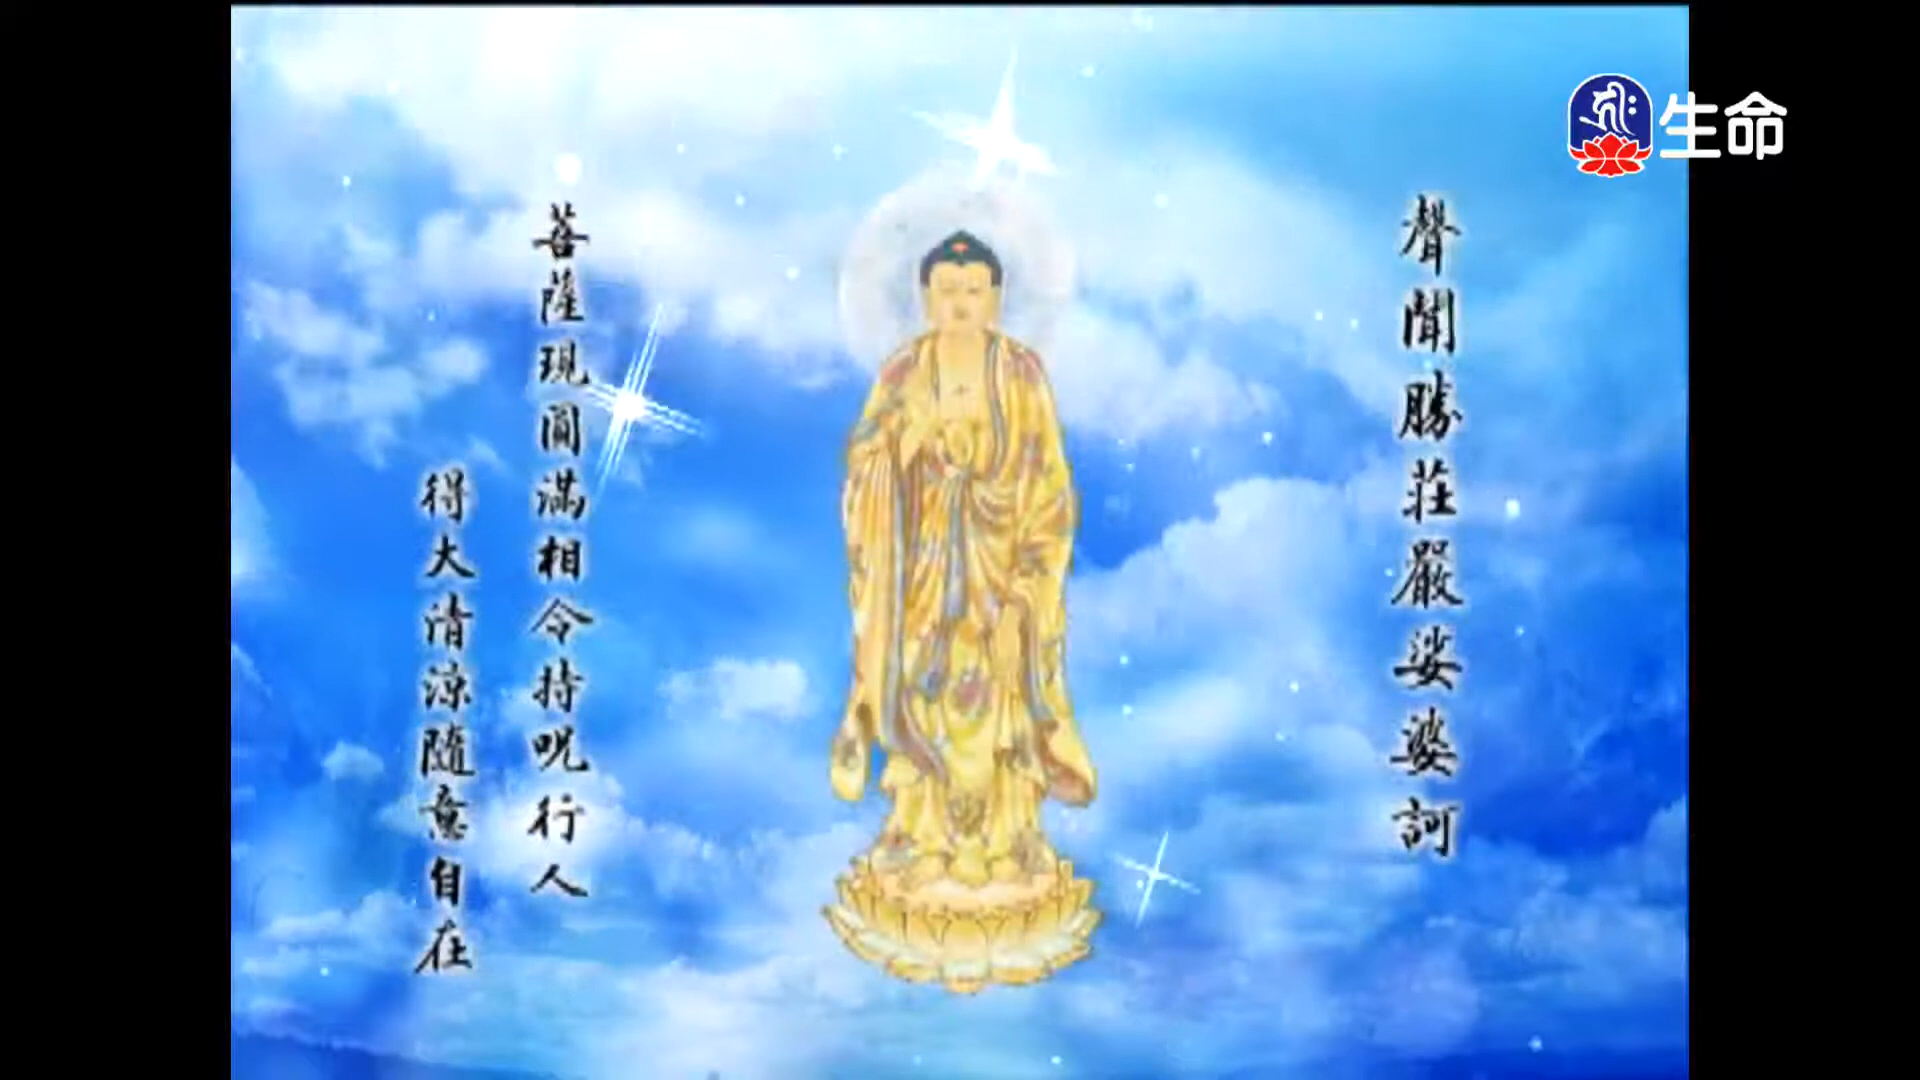 生命
聲聞勝莊嚴娑婆訶
菩薩現圓滿相令持呪行人
得大清涼隨意自在